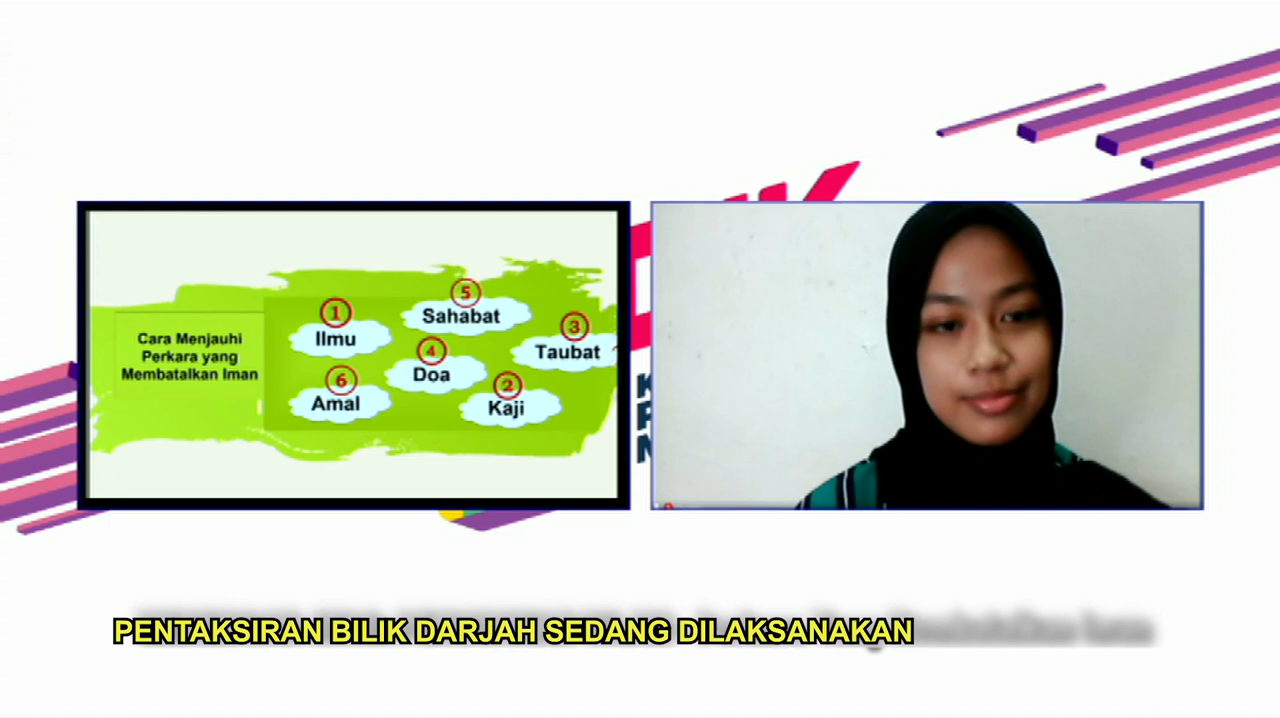 Cara Menjauhi
Perkara yang
Membatalkan Iman
1
Ilmu
5
Sahabat
3
Taubat
4
Doa
6
Amal
2
Kaji
PENTAKSIRAN BILIK DARJAH SEDANG DILAKSANAKAN